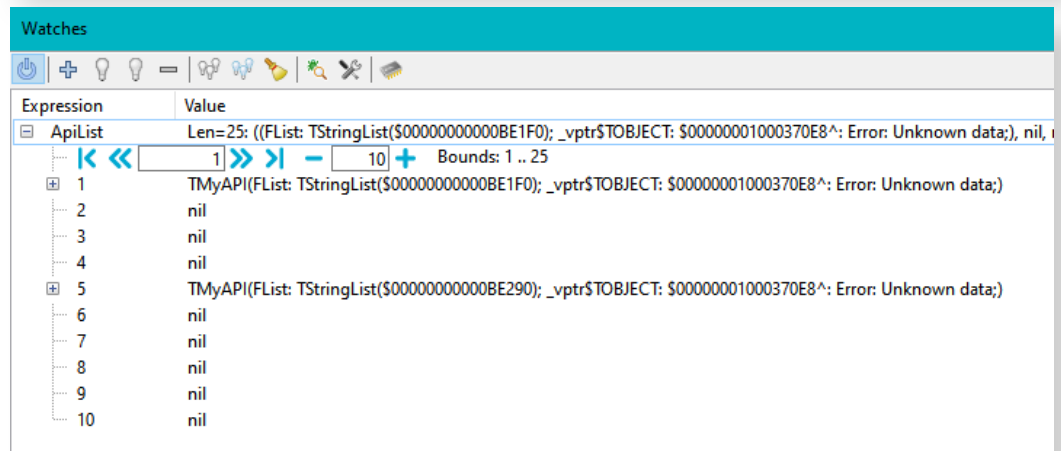 Watches
Expression Value
ApiList Len=25: ((FList: TStringList($00000000000BE1F0); _vptr$TOBJECT: $00000001000370E8^: Error: Unknown data;), nil,
1 10 Bounds: 1 .. 25
1 TMyAPI(FList: TStringList($00000000000BE1F0); _vptr$TOBJECT: $00000001000370E8^: Error: Unknown data;)
2 nil
3 nil
4 nil
5 TMyAPI(FList: TStringList($00000000000BE290); _vptr$TOBJECT: $00000001000370E8^: Error: Unknown data;)
6 nil
7 nil
8 nil
9 nil
10 nil